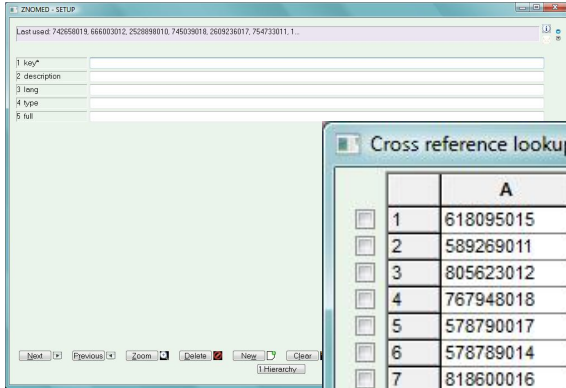 ZNOMED - SETUP
Last used: 742658019, 666003012, 2528898010, 745039018, 2609236017, 754733011, 1...
1 key*
2 description
3 lang
4 type
5 full
Cross reference lookup
A
1 618095015
2 589269011
3 805623012
4 767948018
5 578790017
6 578789014
7 818600016
Next Previous Zoom Delete New Clear
1 Hierarchy